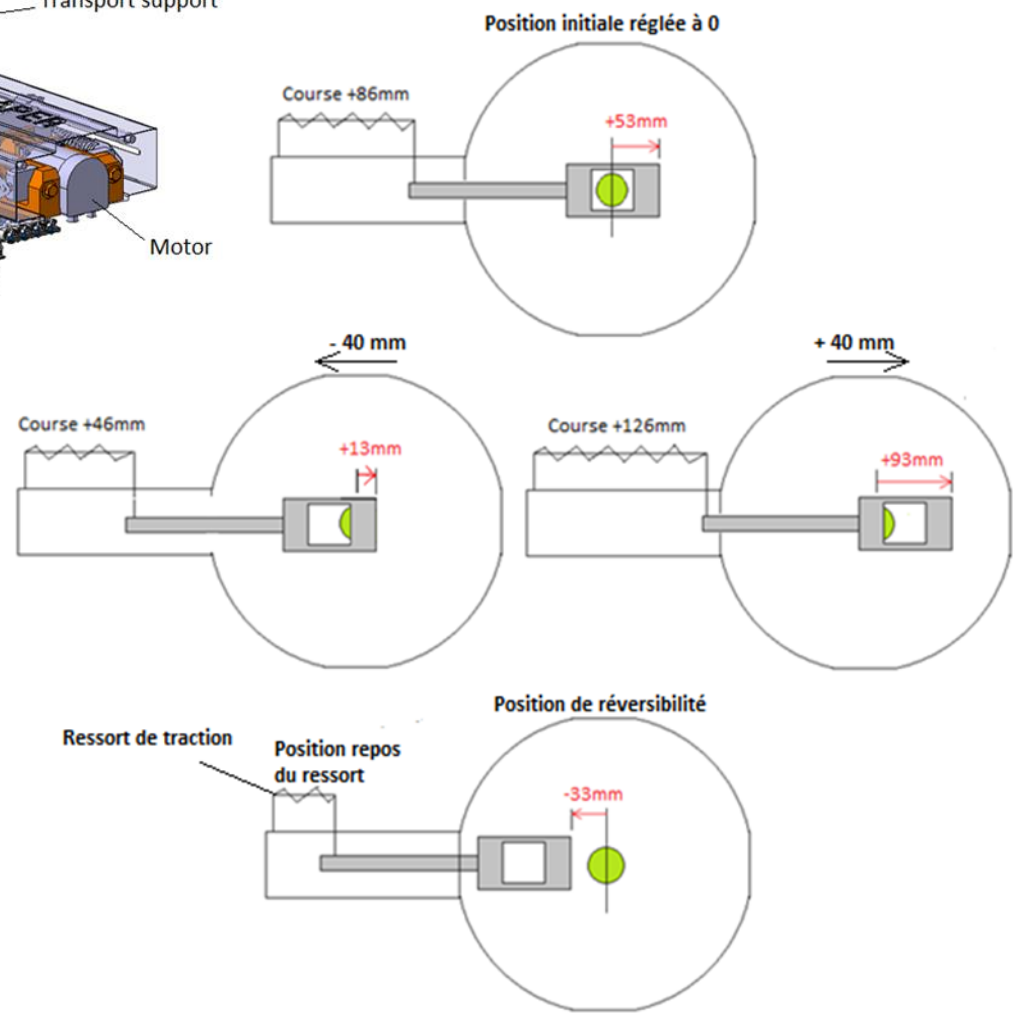 Transport support
Position initiale réglée à 0
Course +86mm
+53mm
Motor
- 40 mm
+ 40 mm
Course +46mm
+13mm
Course +126mm
+93mm
Position de réversibilité
Ressort de traction
Position repos
du ressort
-33mm